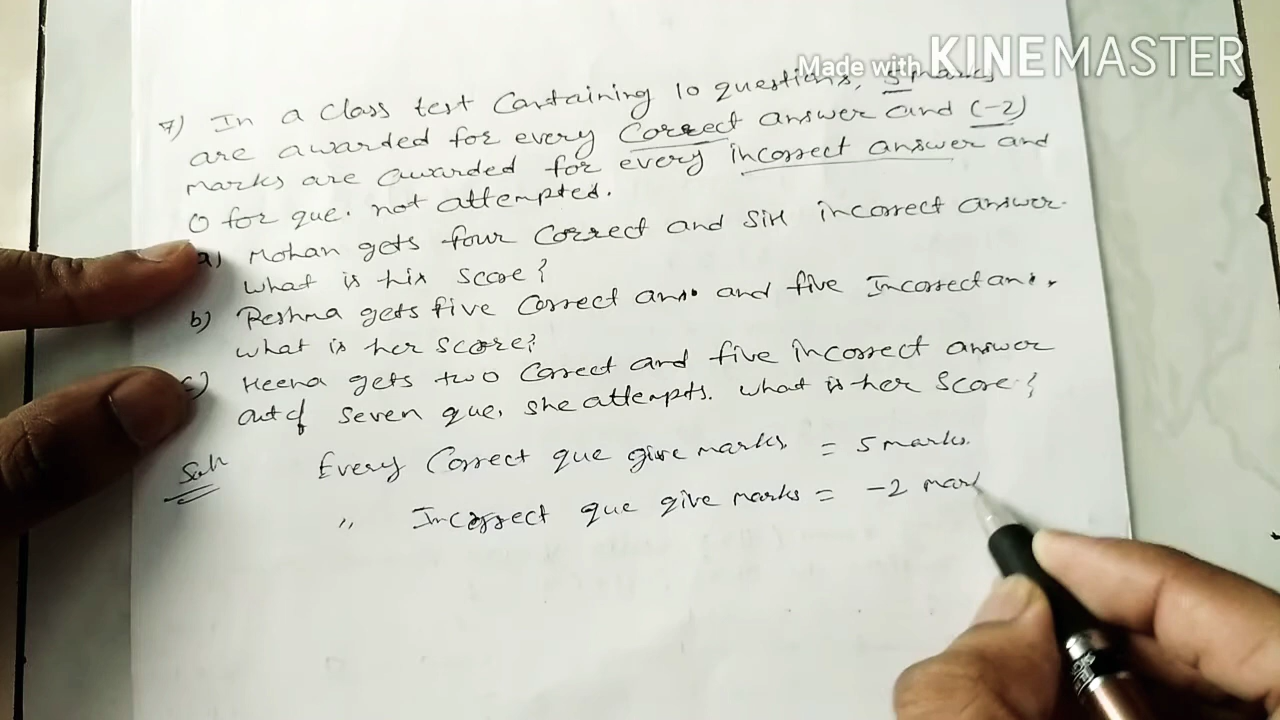 Made with KINEMASTER
7) In a class test containing 10 questions, 5 marks
are awarded for every correct answer and (-2)
marks are awarded for every incorrect answer and
0 for que. not attempted.
a) Mohan gets four correct and six incorrect answer.
what is his score?
b) Reshma gets five correct ans. and five Incorrect ans.
what is her score?
c) Heena gets two correct and five incorrect answer
out of seven que. she attempts. what is her score?
Soln Every Correct que give marks = 5 marks.
" Incorrect que give marks = -2 mark